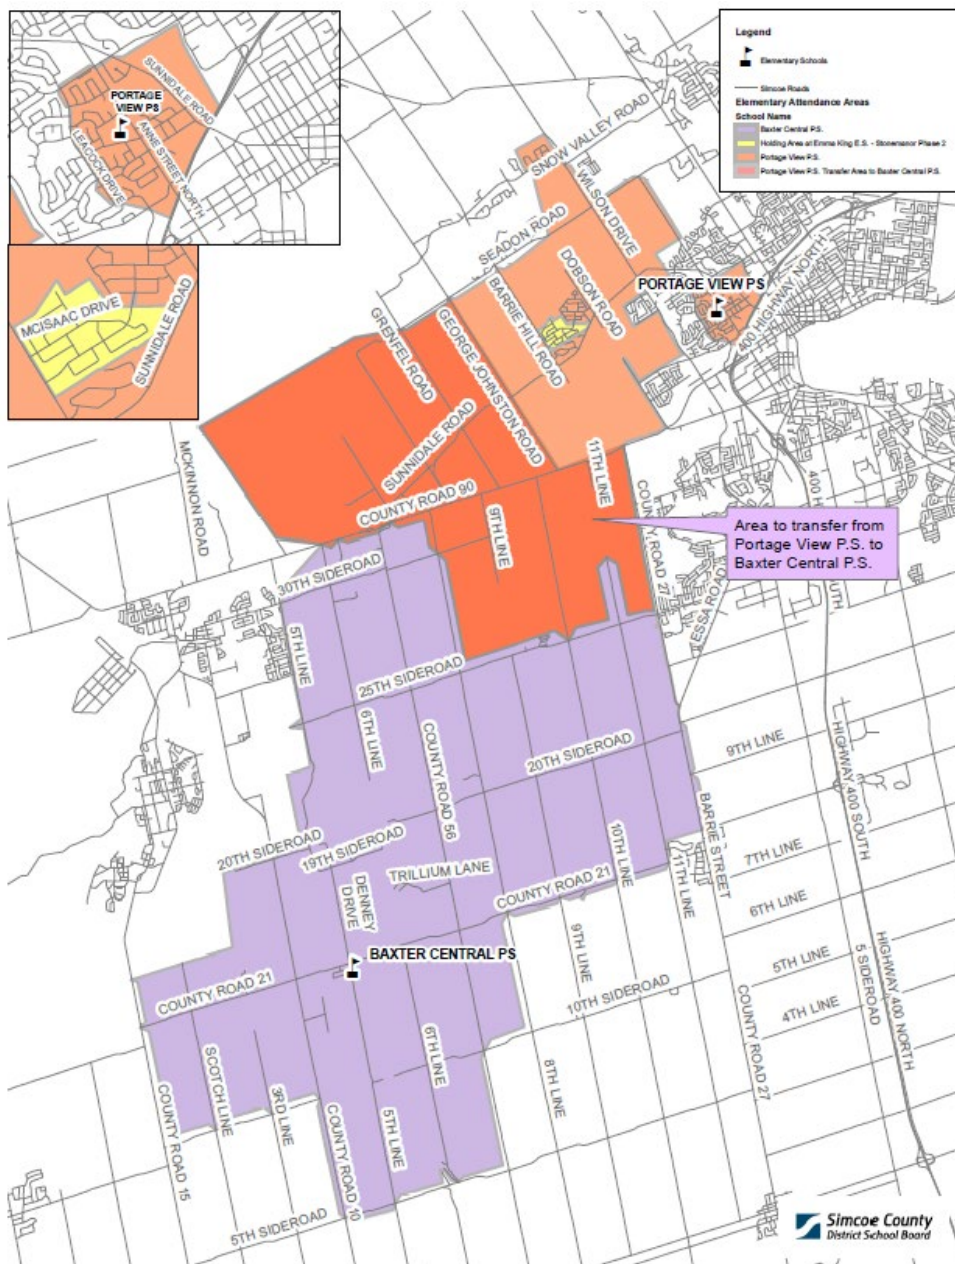 SUNNIDALE ROAD
PORTAGE
VIEW PS
ANNE STREET NORTH
LEACOCK DRIVE
Legend
Elementary Schools
Simcoe Roads
Elementary Attendance Areas
School Name
Baxter Central P.S.
Holding Area at Emma King E.S. - Stonemanor Phase 2
Portage View P.S.
Portage View P.S. Transfer Area to Baxter Central P.S.
MCISAAC DRIVE
SUNNIDALE ROAD
SNOW VALLEY ROAD
WILSON DRIVE
SEADON ROAD
DOBSON ROAD
BARRIE HILL ROAD
PORTAGE VIEW PS
400 HIGHWAY NORTH
GRENFEL ROAD
GEORGE JOHNSTON ROAD
SUNNIDALE ROAD
MCKINNON ROAD
COUNTY ROAD 90
11TH LINE
9TH LINE
COUNTY ROAD 27
400 H
OUTH
Area to transfer from
Portage View P.S. to
Baxter Central P.S.
ESSA ROAD
30TH SIDEROAD
5TH LINE
25TH SIDEROAD
6TH LINE
COUNTY ROAD 56
20TH SIDEROAD
9TH LINE
HIGHWAY 400 SOUTH
20TH SIDEROAD
19TH SIDEROAD
TRILLIUM LANE
DENNEY
DRIVE
10TH LINE
11TH LINE
BARRIE STREET
7TH LINE
6TH LINE
COUNTY ROAD 21
BAXTER CENTRAL PS
COUNTY ROAD 21
9TH LINE
10TH SIDEROAD
5TH LINE
4TH LINE
5 SIDEROAD
HIGHWAY 400 NORTH
COUNTY ROAD 27
SCOTCH LINE
3RD LINE
6TH LINE
5TH LINE
8TH LINE
COUNTY ROAD 15
COUNTY ROAD 10
5TH SIDEROAD
Simcoe County
District School Board